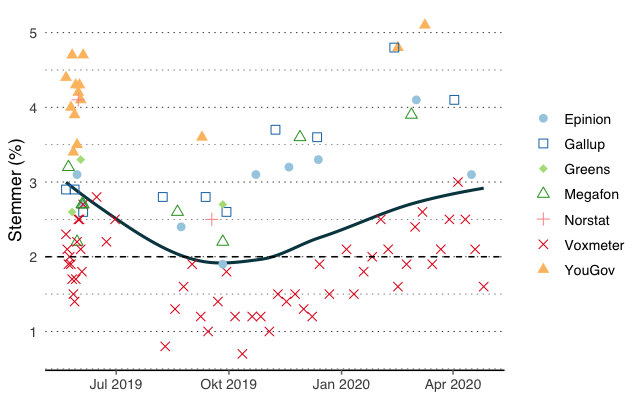 Stemmer (%)
5
4
3
2
1
Jul 2019
Okt 2019
Jan 2020
Apr 2020
Epinion
Gallup
Greens
Megafon
Norstat
Voxmeter
YouGov